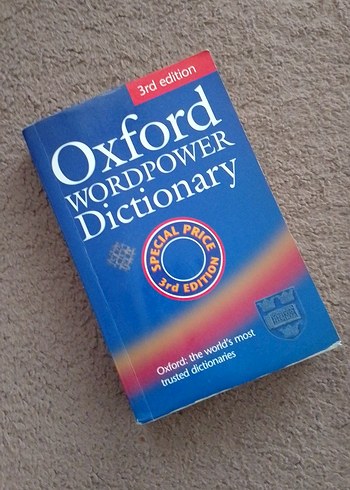 3rd edition
Oxford
WORDPOWER
Dictionary
SPECIAL PRICE
3rd EDITION
Oxford: the world's most
trusted dictionaries